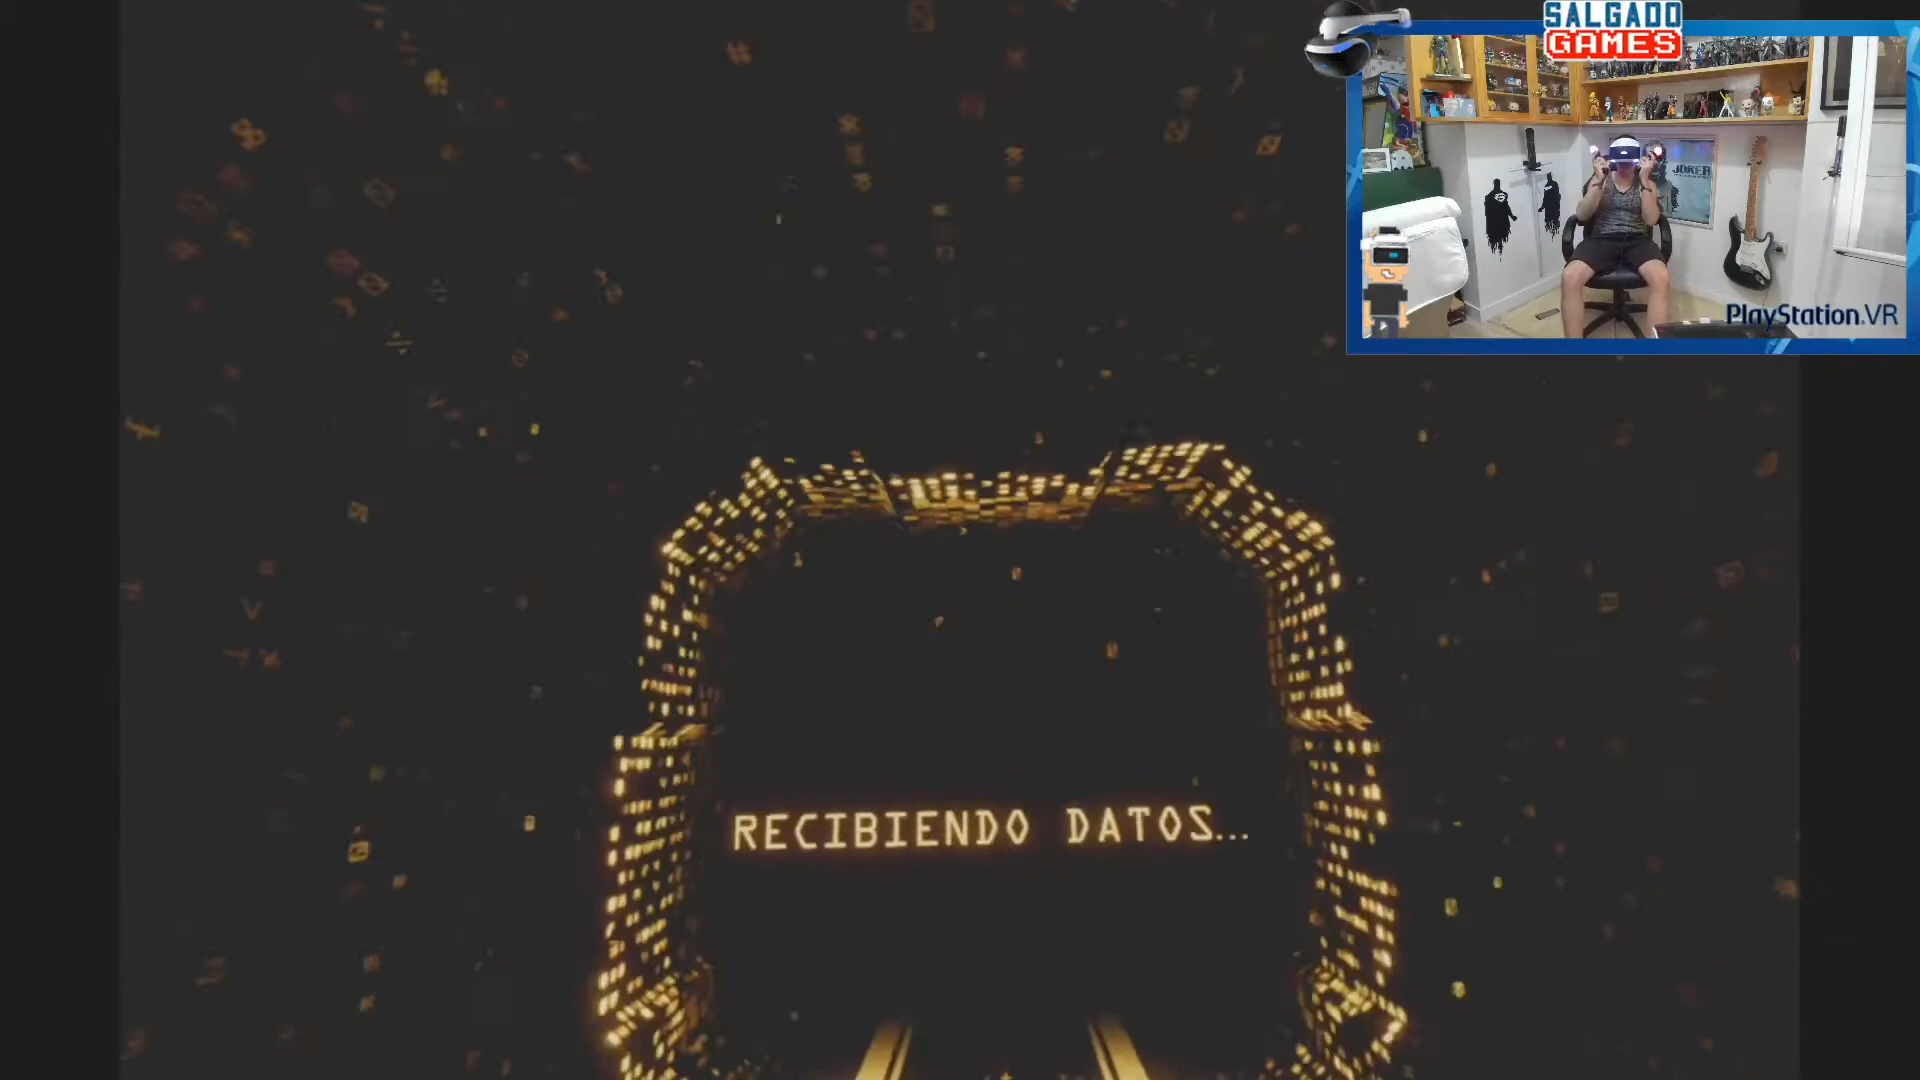 SALGADO
GAMES
JOKER
PlayStation.VR
RECIBIENDO DATOS...